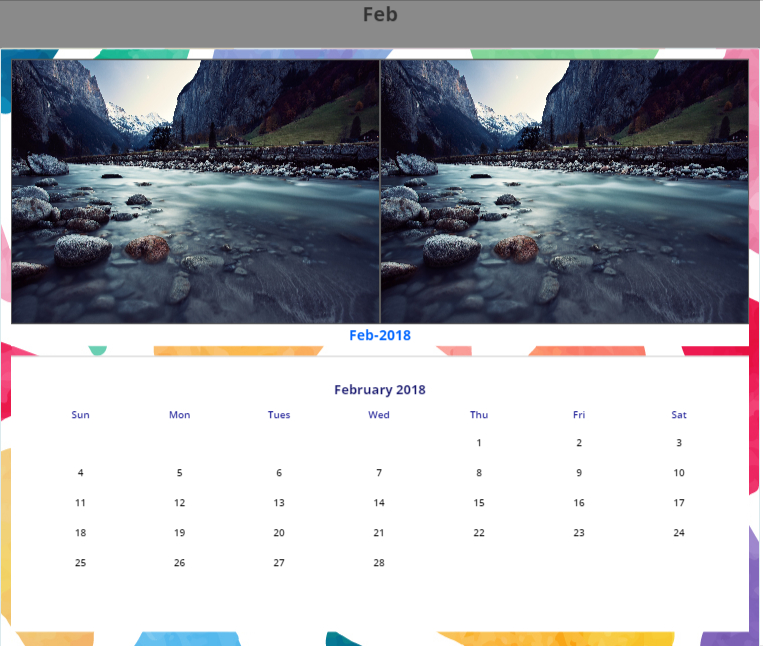 Feb
Feb-2018
February 2018
Sun Mon Tues Wed Thu Fri Sat
1 2 3
4 5 6 7 8 9 10
11 12 13 14 15 16 17
18 19 20 21 22 23 24
25 26 27 28